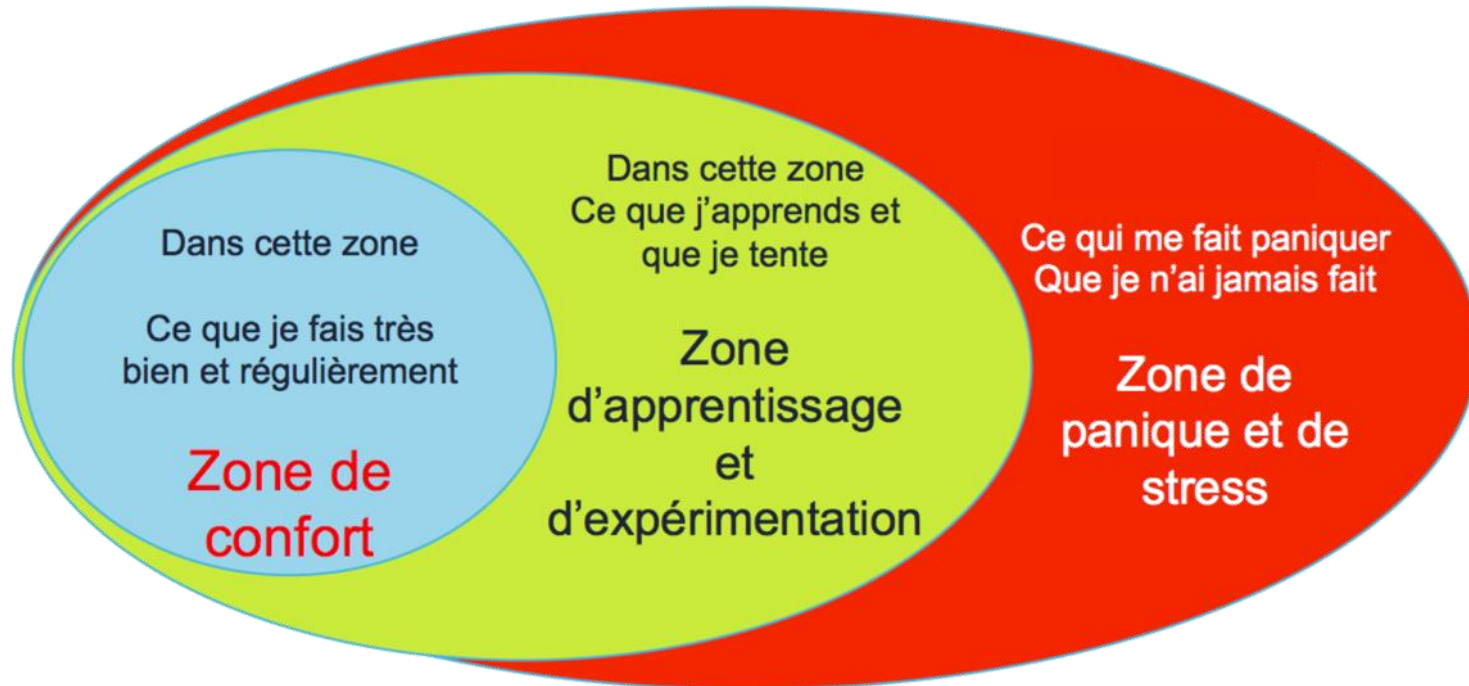 Dans cette zone
Ce que je fais très
bien et régulièrement
Zone de
confort
Dans cette zone
Ce que j’apprends et
que je tente
Zone
d’apprentissage
et
d’expérimentation
Ce qui me fait paniquer
Que je n’ai jamais fait
Zone de
panique et de
stress